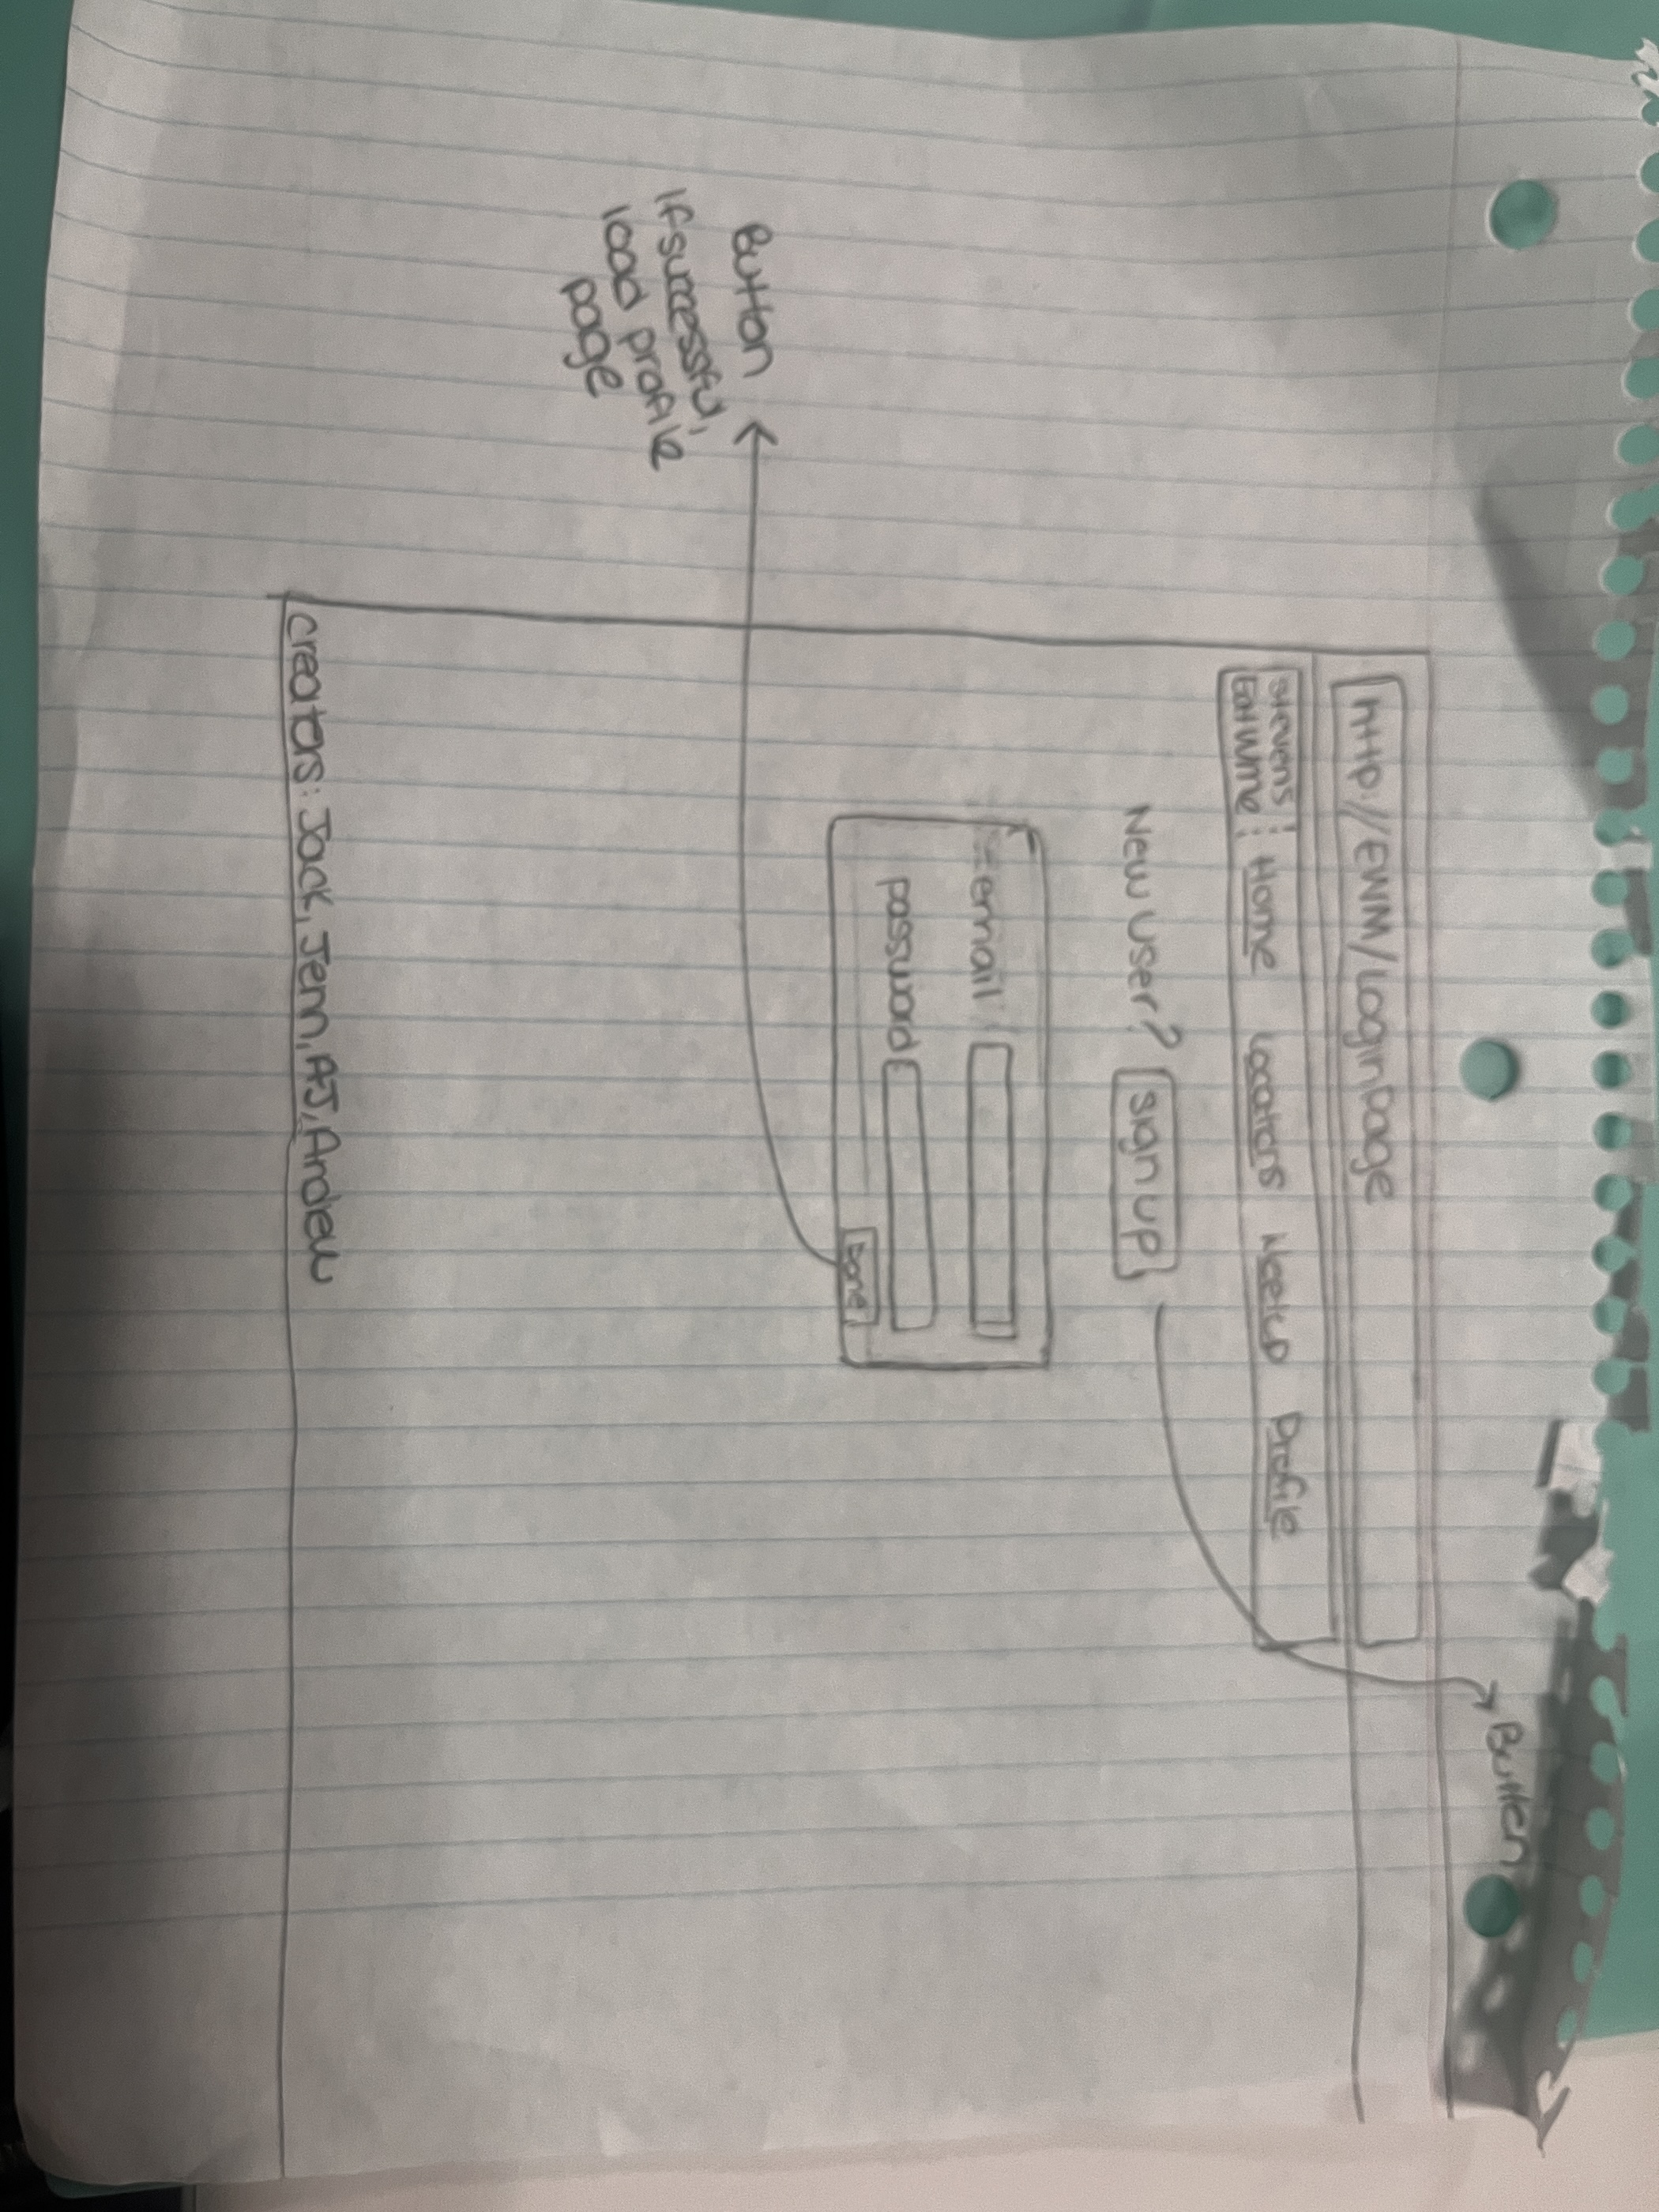 Button
http://EWM/LoginPage
Stevens
EatWme
Home Locations Meetup Profile
New User? Sign up
email
password
Done
Button
If successful,
load profile
page
Creators: Jack, Jenn, AJ, Andew